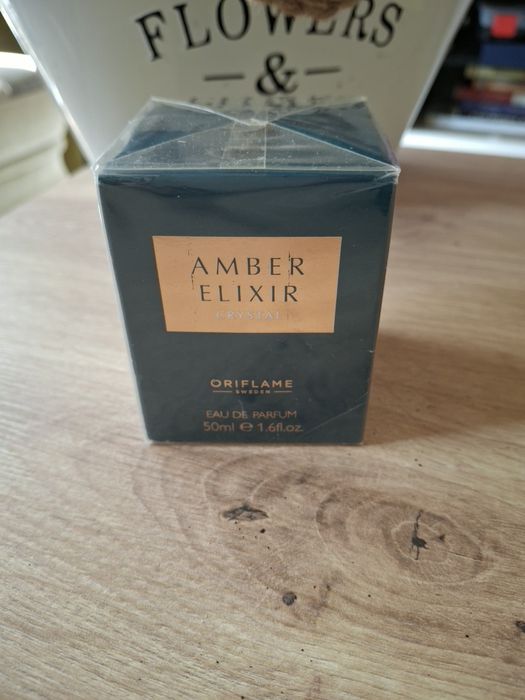 FLOWERS
&
AMBER
ELIXIR
CRYSTAL
ORIFLAME
SWEDEN
EAU DE PARFUM
50ml ℮ 1.6fl.oz.